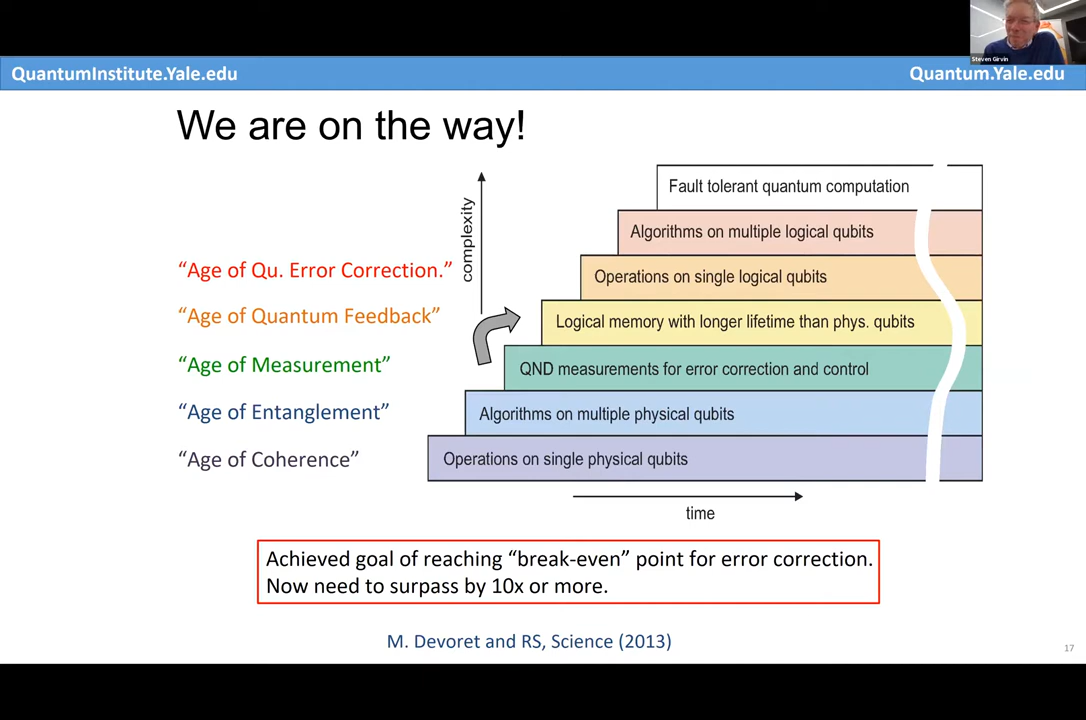 Steven Girvin
QuantumInstitute.Yale.edu
Quantum.Yale.edu
We are on the way!
complexity
Fault tolerant quantum computation
Algorithms on multiple logical qubits
“Age of Qu. Error Correction.”
Operations on single logical qubits
“Age of Quantum Feedback”
Logical memory with longer lifetime than phys. qubits
“Age of Measurement”
QND measurements for error correction and control
“Age of Entanglement”
Algorithms on multiple physical qubits
“Age of Coherence”
Operations on single physical qubits
time
Achieved goal of reaching “break-even” point for error correction.
Now need to surpass by 10x or more.
M. Devoret and RS, Science (2013)
17